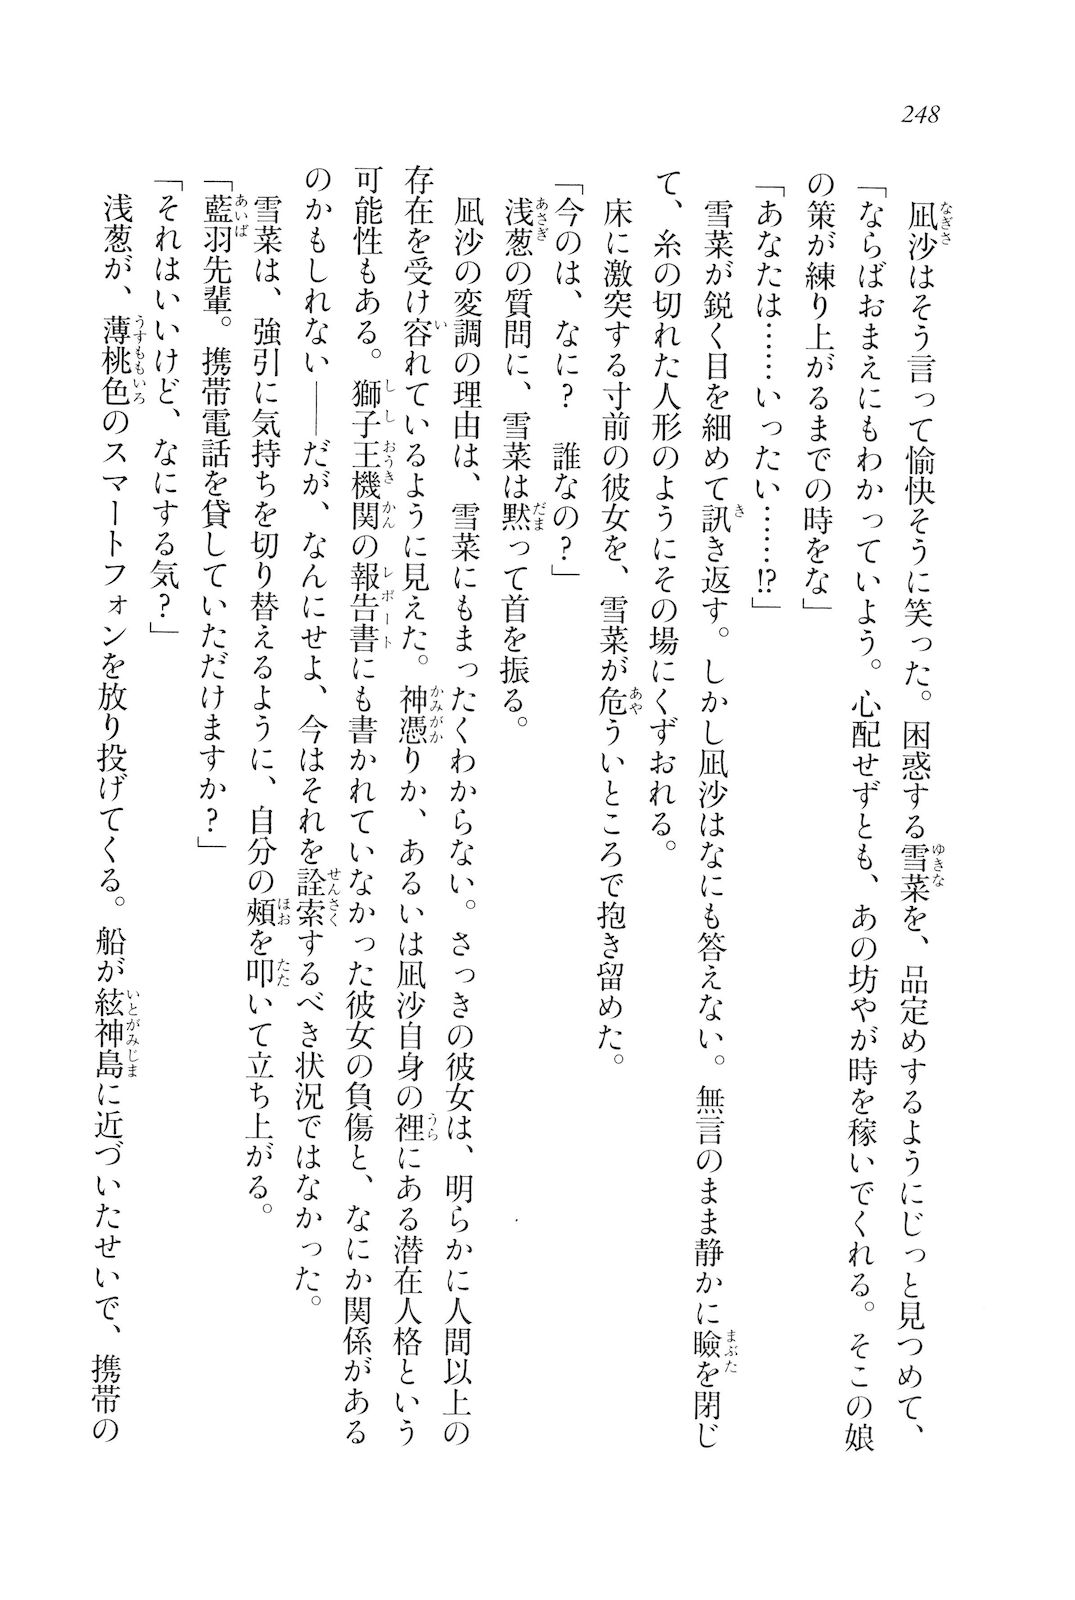 248
凪沙はそう言って愉快そうに笑った。困惑する雪菜を、品定めするようにじっと見つめて、
「ならばおまえにもわかっていよう。心配せずとも、あの坊やが時を稼いでくれる。そこの娘
の策が練り上がるまでの時をな」
「あなたは……いったい……⁉」
雪菜が鋭く目を細めて訊き返す。しかし凪沙はなにも答えない。無言のまま静かに瞼を閉じ
て、糸の切れた人形のようにその場にくずおれる。
床に激突する寸前の彼女を、雪菜が危ういところで抱き留めた。
「今のは、なに？　誰なの？」
浅葱の質問に、雪菜は黙って首を振る。
凪沙の変調の理由は、雪菜にもまったくわからない。さっきの彼女は、明らかに人間以上の
存在を受け容れているように見えた。神憑りか、あるいは凪沙自身の裡にある潜在人格という
可能性もある。獅子王機関の報告書にも書かれていなかった彼女の負傷と、なにか関係がある
のかもしれない──だが、なんにせよ、今はそれを詮索するべき状況ではなかった。
雪菜は、強引に気持ちを切り替えるように、自分の頰を叩いて立ち上がる。
「藍羽先輩。携帯電話を貸していただけますか？」
「それはいいけど、なにする気？」
浅葱が、薄桃色のスマートフォンを放り投げてくる。船が絃神島に近づいたせいで、携帯の